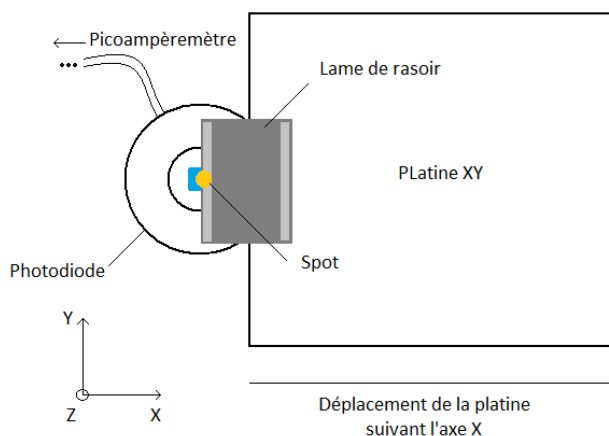 Picoampèremètre
Lame de rasoir
PLatine XY
Spot
Photodiode
Y
Z
X
Déplacement de la platine
suivant l'axe X